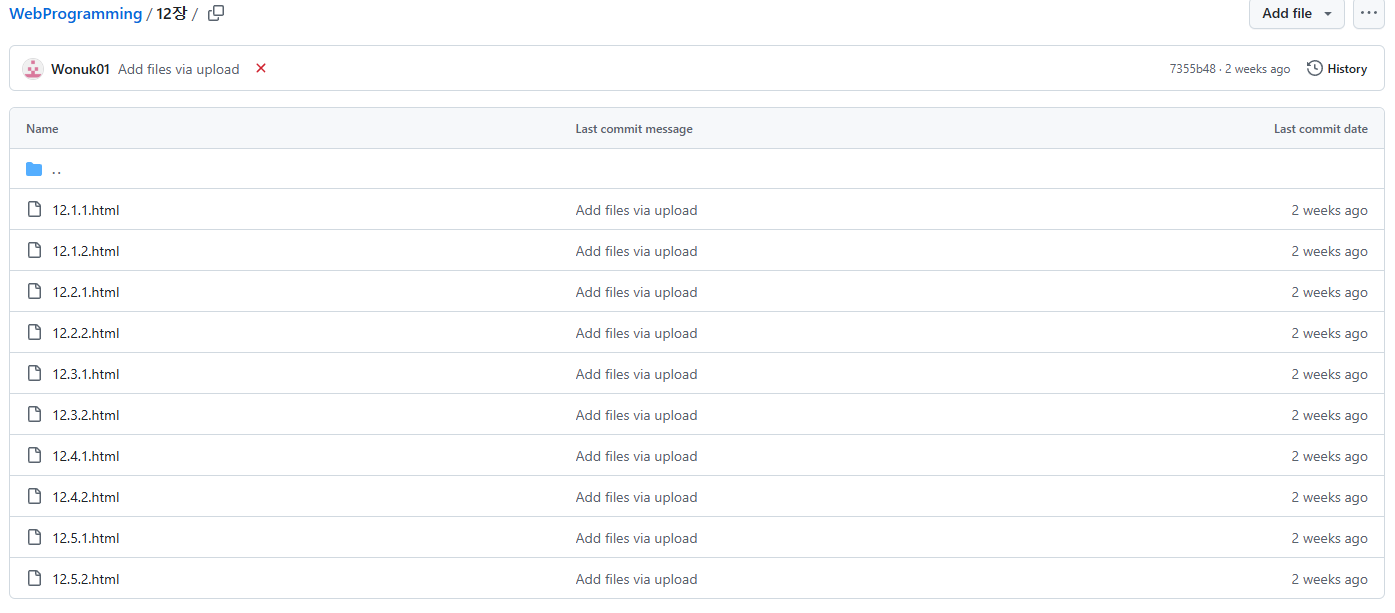 WebProgramming / 12장 /
Add file
Wonuk01 Add files via upload
7355b48 · 2 weeks ago
History
Name Last commit message Last commit date
..
12.1.1.html Add files via upload 2 weeks ago
12.1.2.html Add files via upload 2 weeks ago
12.2.1.html Add files via upload 2 weeks ago
12.2.2.html Add files via upload 2 weeks ago
12.3.1.html Add files via upload 2 weeks ago
12.3.2.html Add files via upload 2 weeks ago
12.4.1.html Add files via upload 2 weeks ago
12.4.2.html Add files via upload 2 weeks ago
12.5.1.html Add files via upload 2 weeks ago
12.5.2.html Add files via upload 2 weeks ago